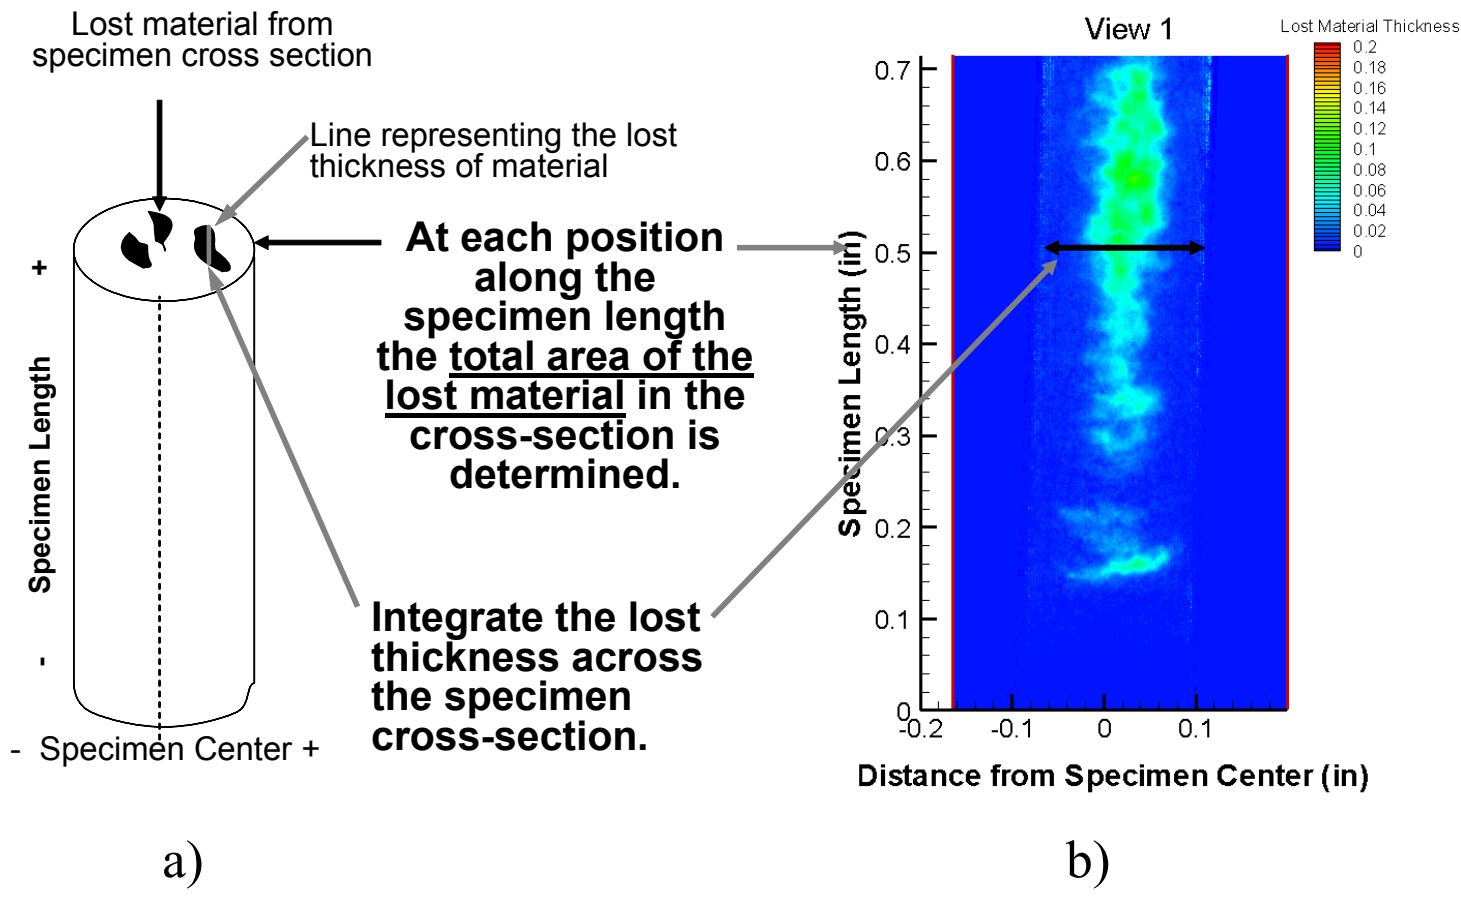 Lost material from
specimen cross section
Line representing the lost
thickness of material
At each position
along the
specimen length
the total area of the
lost material in the
cross-section is
determined.
Integrate the lost
thickness across
the specimen
cross-section.
+
Specimen Length
-
- Specimen Center +
a)
View 1
Lost Material Thickness
0.2
0.18
0.16
0.14
0.12
0.1
0.08
0.06
0.04
0.02
0
Specimen Length (in)
0.7
0.6
0.5
0.4
0.3
0.2
0.1
0
-0.2 -0.1 0 0.1
Distance from Specimen Center (in)
b)